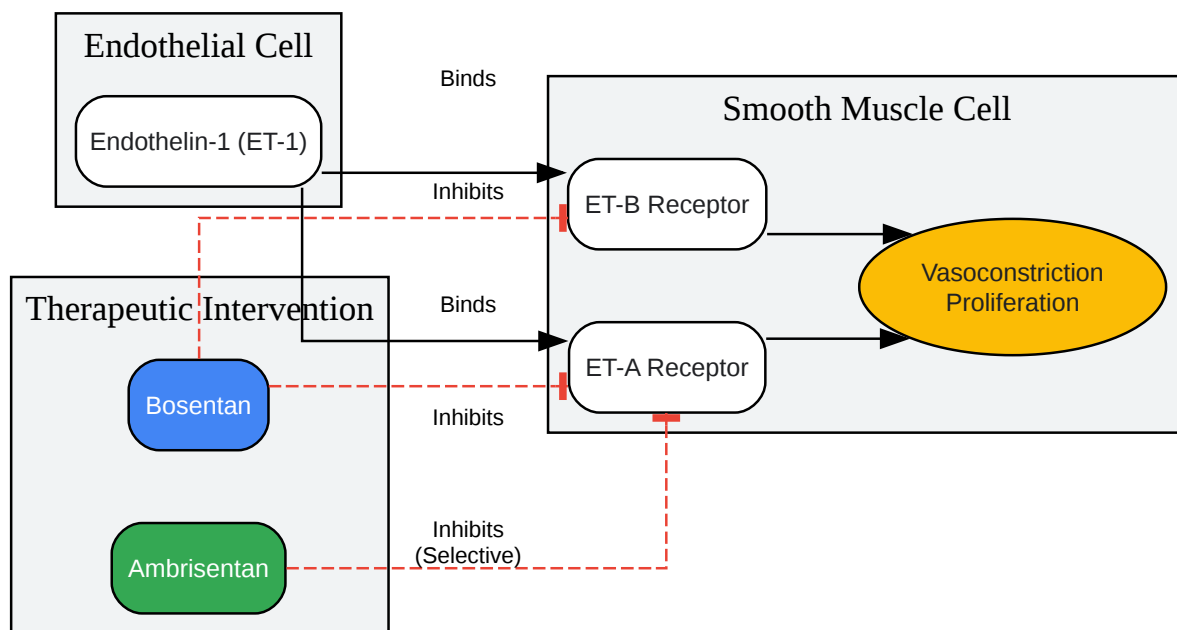 Endothelial Cell
Endothelin-1 (ET-1)
Binds
Smooth Muscle Cell
Inhibits
ET-B Receptor
Vasoconstriction
Proliferation
Therapeutic Intervention
Binds
ET-A Receptor
Bosentan
Inhibits
Inhibits
(Selective)
Ambrisentan